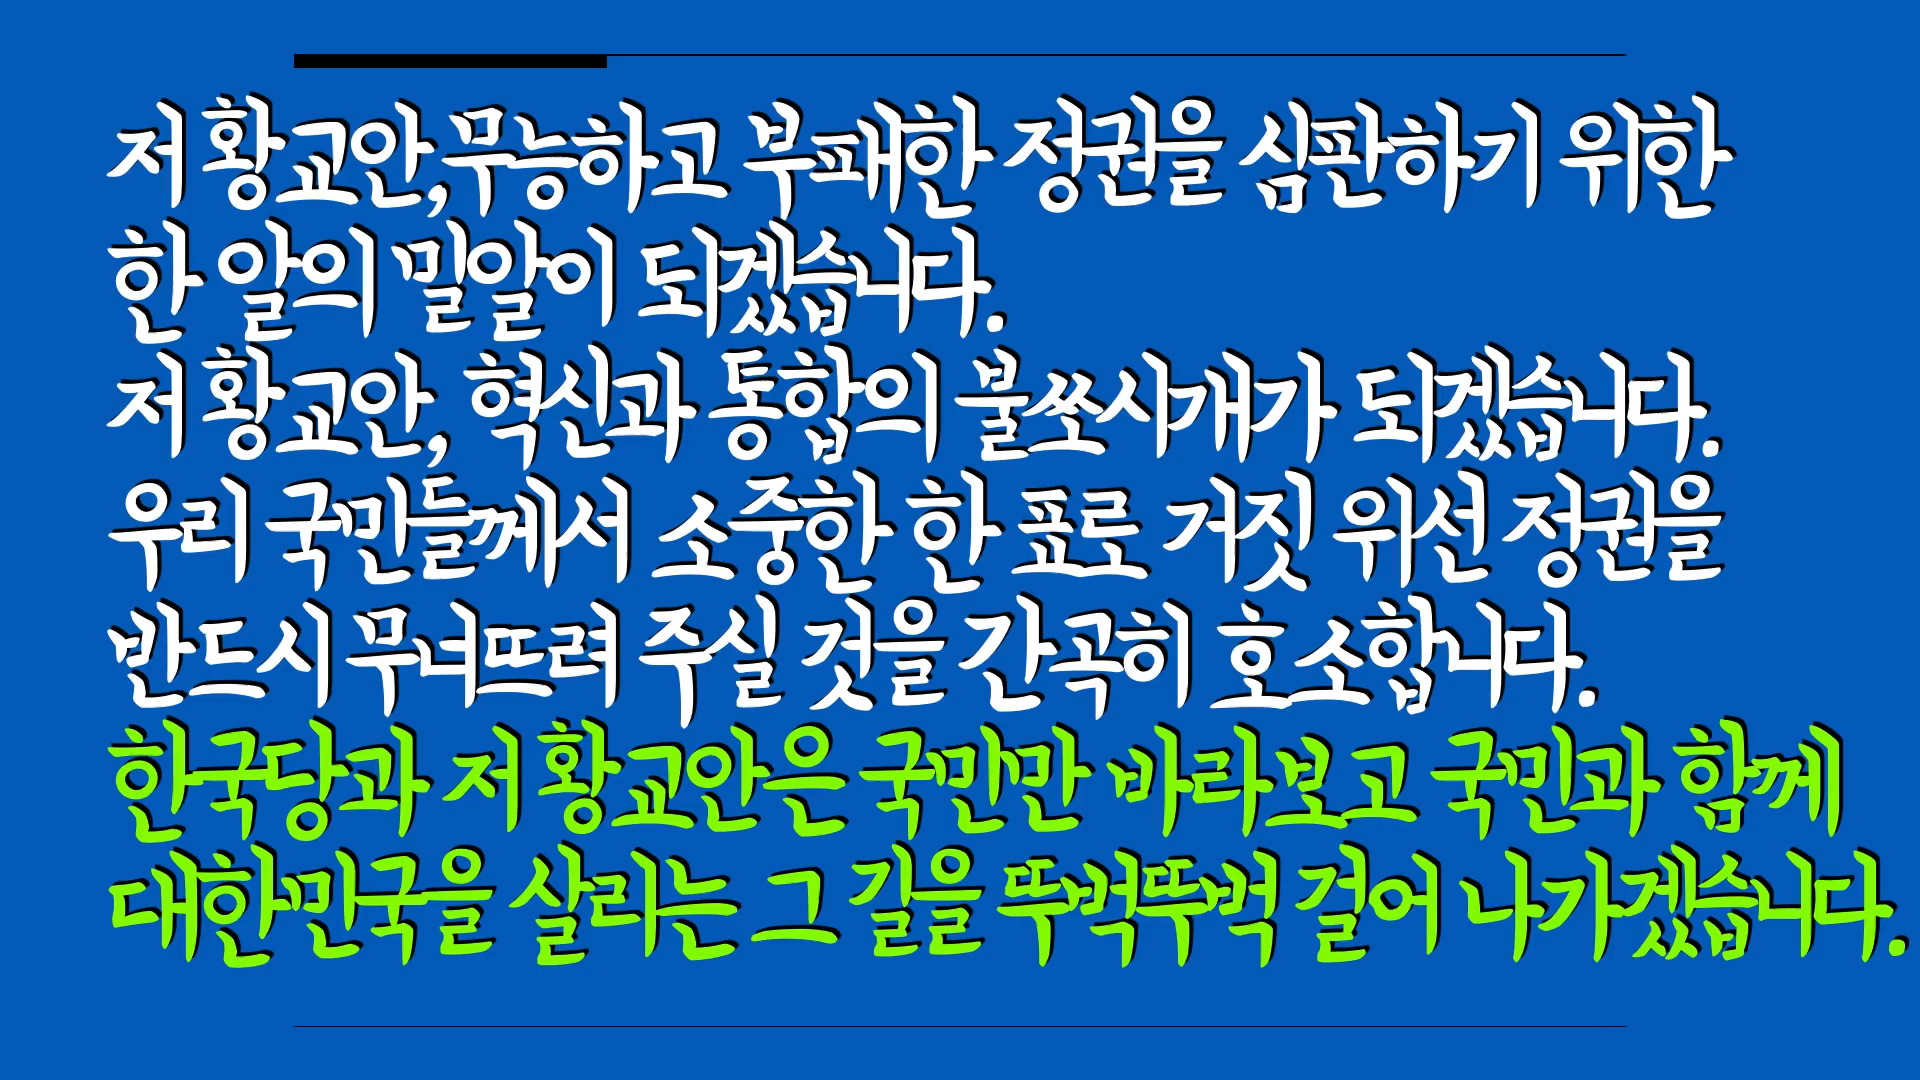 저 황교안,무능하고 부패한 정권을 심판하기 위한
한 알의 밀알이 되겠습니다.
저 황교안, 혁신과 통합의 불쏘시개가 되겠습니다.
우리 국민들께서 소중한 한 표로 거짓 위선 정권을
반드시 무너뜨려 주실 것을 간곡히 호소합니다.
한국당과 저 황교안은 국민만 바라보고 국민과 함께
대한민국을 살리는 그 길을 뚜벅뚜벅 걸어 나가겠습니다.